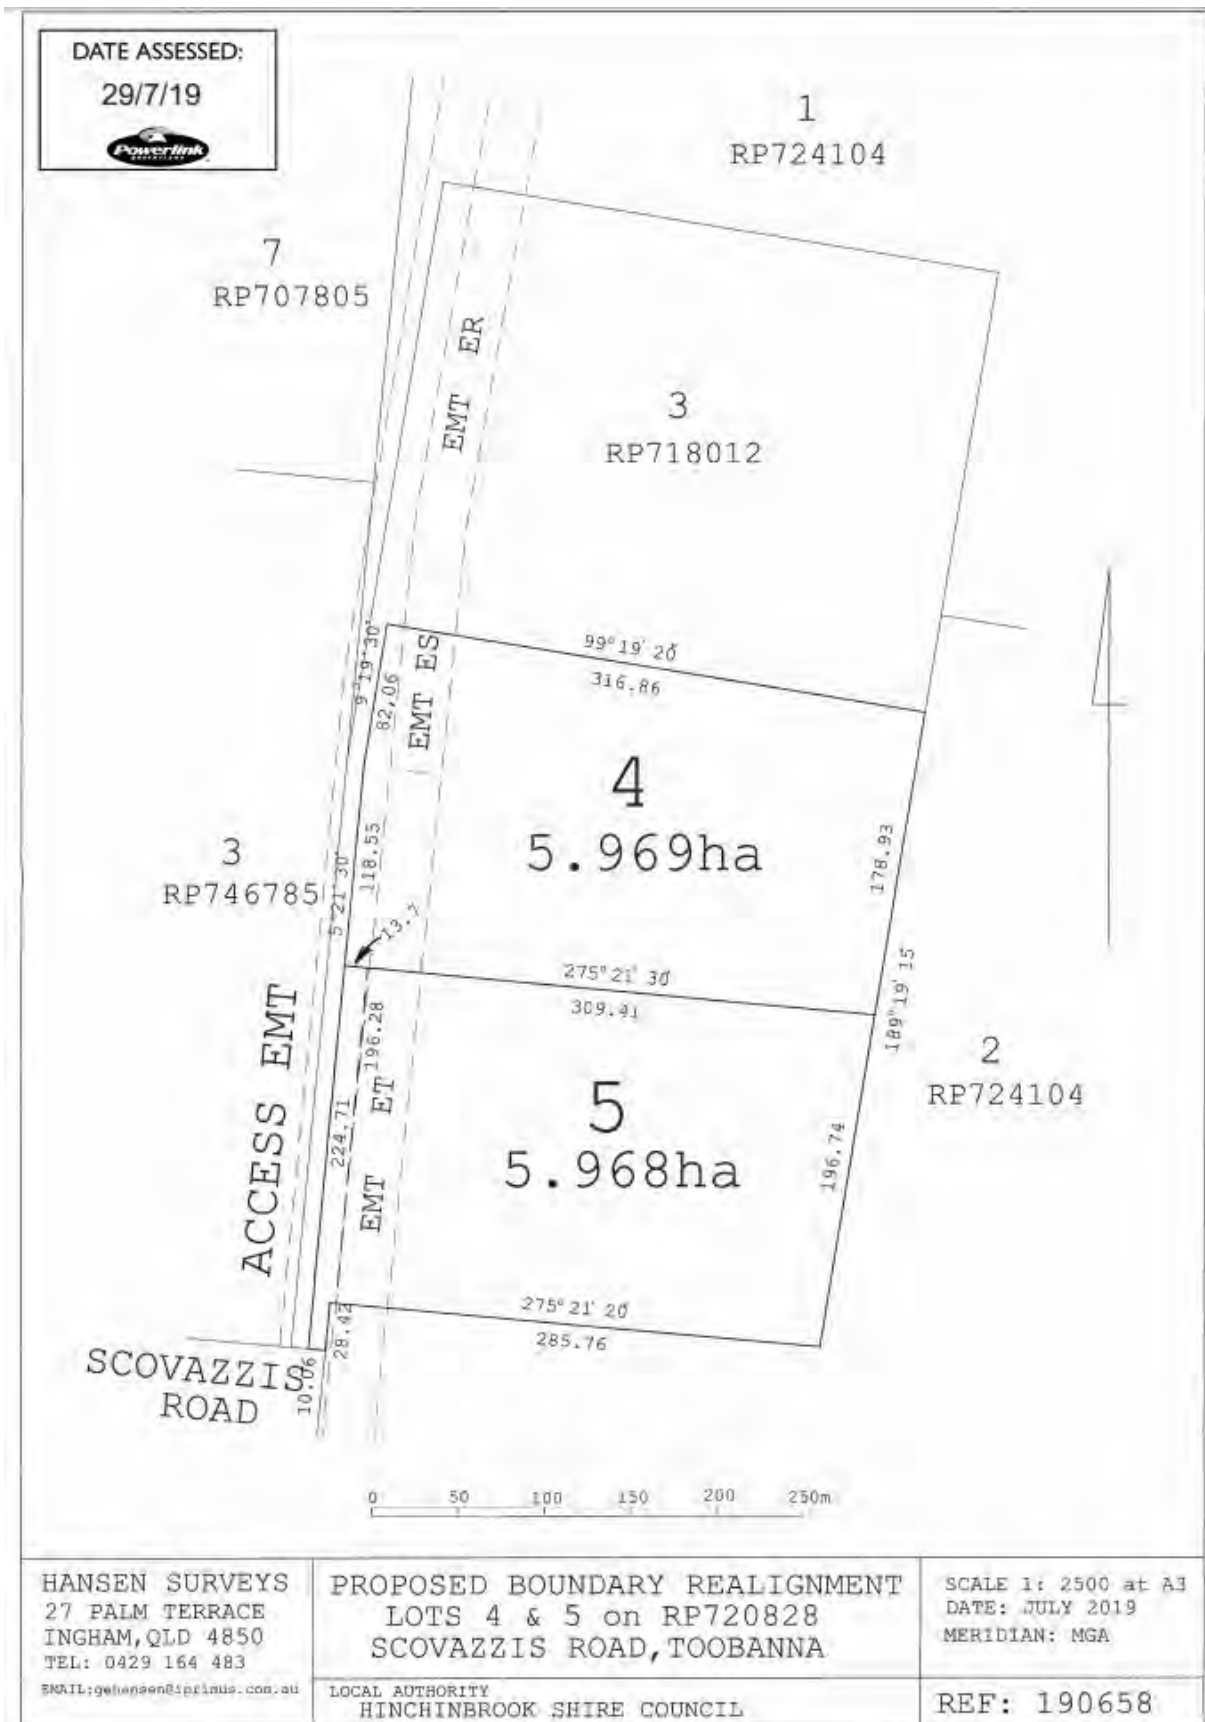 DATE ASSESSED:
29/7/19
Powerlink
QUEENSLAND
1
RP724104
7
RP707805
EMT ER
3
RP718012
9°19'30"
82.06
EMT ES
99°19'20"
316.86
4
5.969ha
178.93
3
RP746785
5°21'30"
118.55
275°21'30"
309.41
189°19'15"
2
RP724104
ACCESS EMT
196.28
EMT ET
224.71
5
5.968ha
196.74
275°21'20"
285.76
28.42
10.06
SCOVAZZIS
ROAD
0 50 100 150 200 250m
HANSEN SURVEYS
27 PALM TERRACE
INGHAM,QLD 4850
TEL: 0429 164 483
EMAIL:gehansen@iprimus.com.au
PROPOSED BOUNDARY REALIGNMENT
LOTS 4 & 5 on RP720828
SCOVAZZIS ROAD,TOOBANNA
LOCAL AUTHORITY
HINCHINBROOK SHIRE COUNCIL
SCALE 1: 2500 at A3
DATE: JULY 2019
MERIDIAN: MGA
REF: 190658